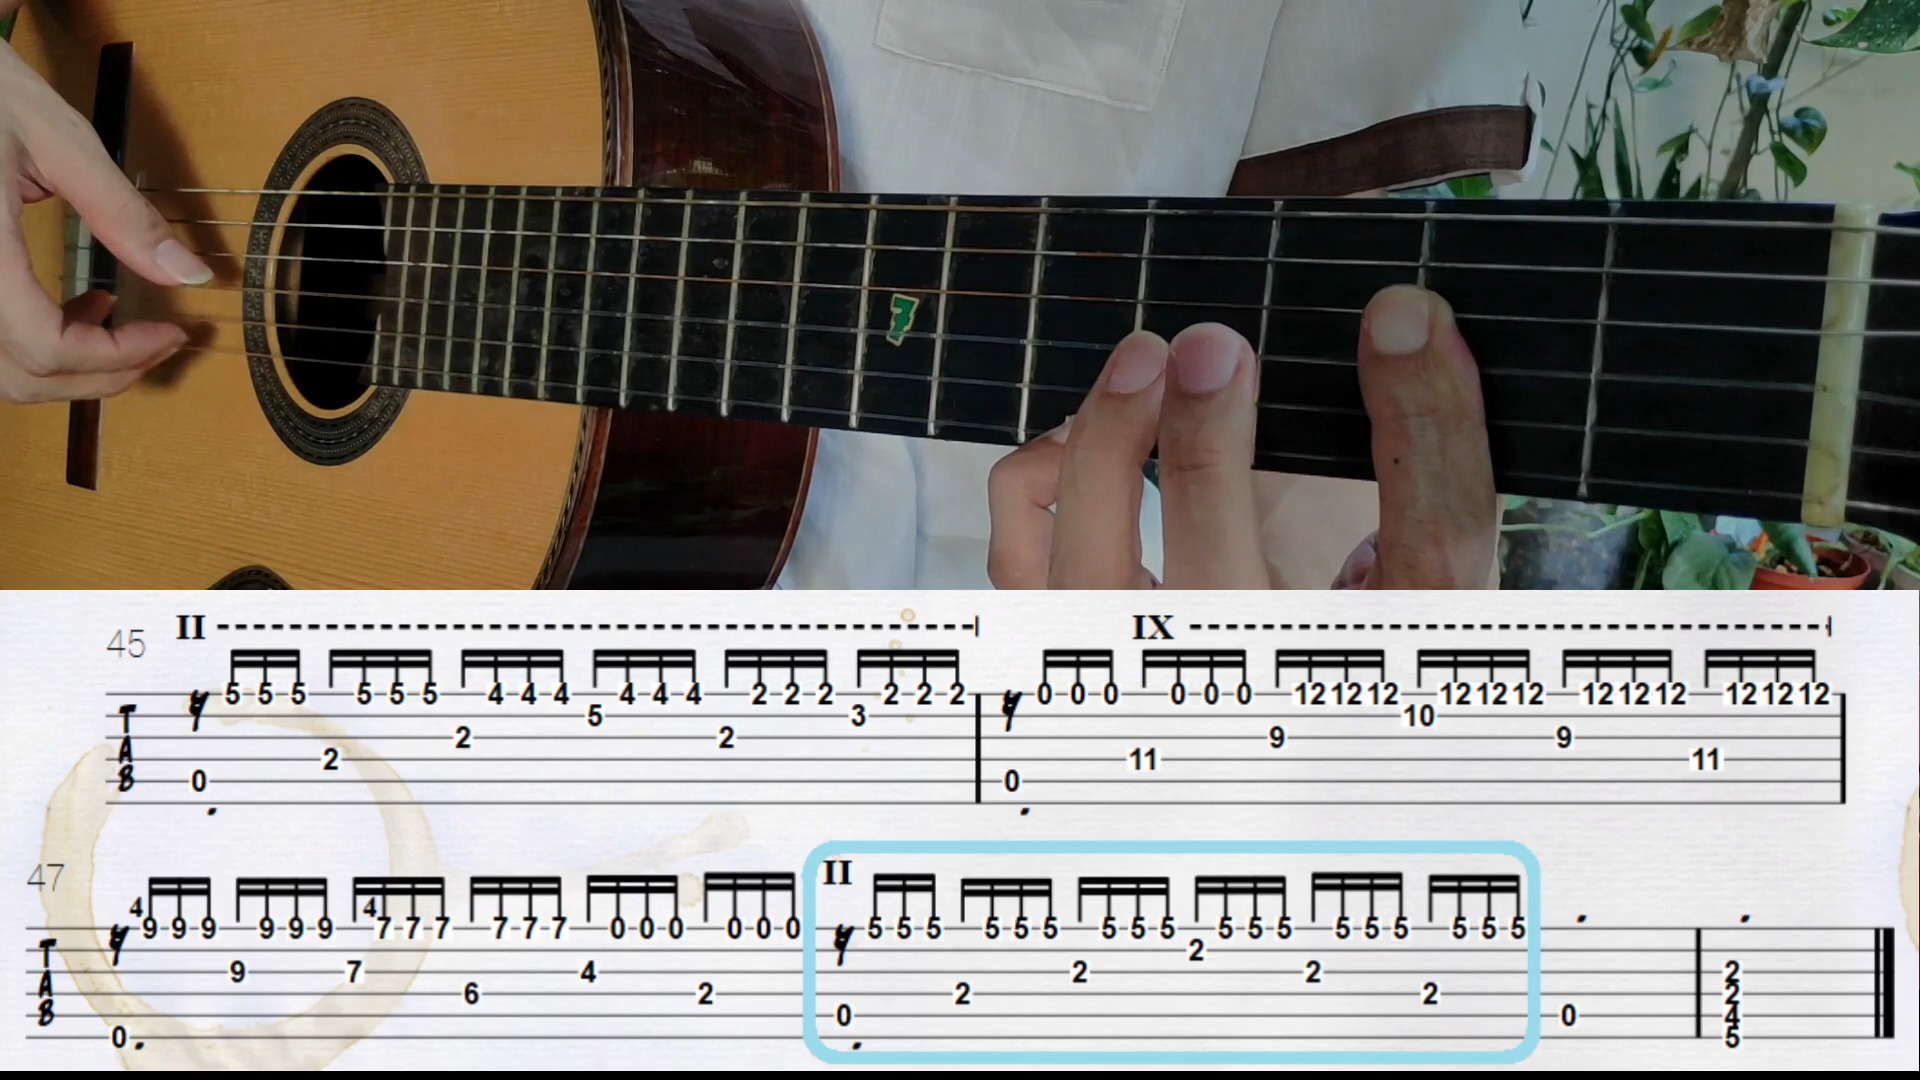 7
II
45
5 5 5 5 5 5 4 4 4 4 4 4 2 2 2 2 2 2
T 5 3
A 2 2
2
B 0
IX
0 0 0 0 0 0 12 12 12 12 12 12 12 12 12 12 12 12
10
9 9
11 11
0
47
4 4
9 9 9 9 9 9 7 7 7 7 7 7 0 0 0 0 0 0
T
A 9 7 4
6 2
B
0
II
5 5 5 5 5 5 5 5 5 5 5 5 5 5 5 5 5 5
2
2 2 2
2 2 2
0 0 4
5